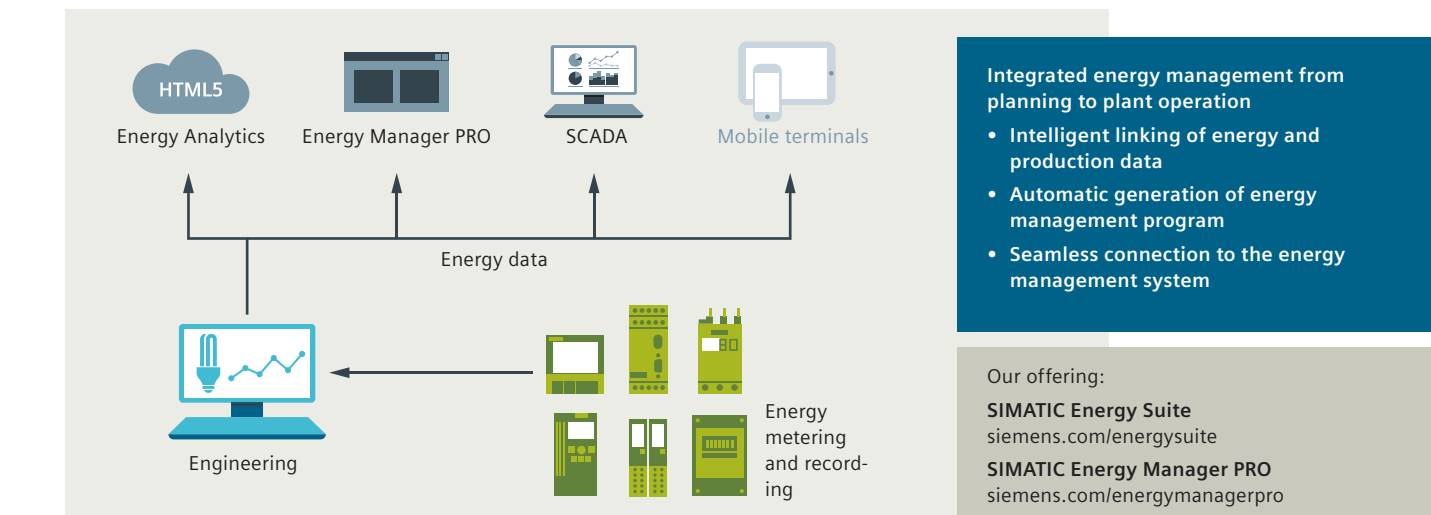 HTML5
Energy Analytics
Energy Manager PRO
SCADA
Mobile terminals
Energy data
Engineering
80
Energy
metering
and record-
ing
Integrated energy management from
planning to plant operation
• Intelligent linking of energy and
production data
• Automatic generation of energy
management program
• Seamless connection to the energy
management system
Our offering:
SIMATIC Energy Suite
siemens.com/energysuite
SIMATIC Energy Manager PRO
siemens.com/energymanagerpro